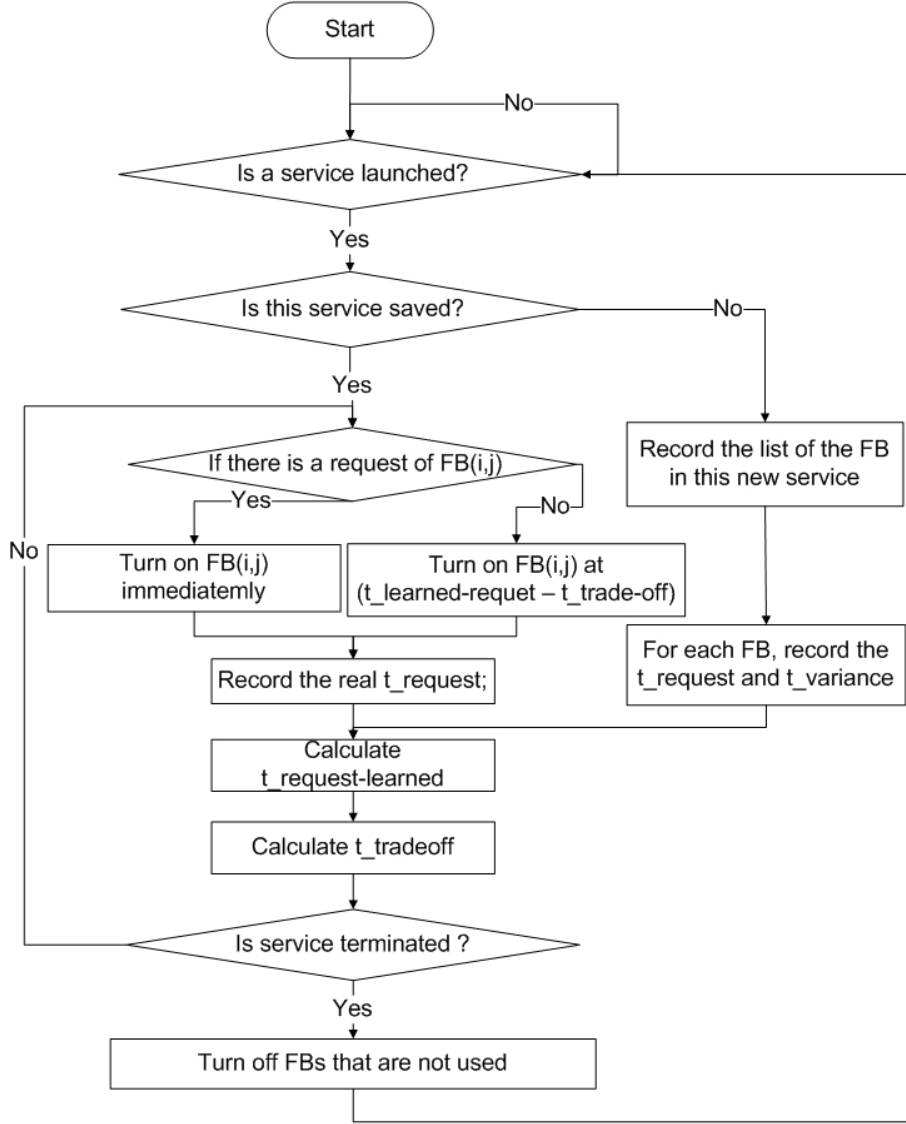 Start
No
Is a service launched?
Yes
Is this service saved?
No
Yes
If there is a request of FB(i,j)
Record the list of the FB
in this new service
Yes
No
No
Turn on FB(i,j)
immediatemly
Turn on FB(i,j) at
(t_learned-requet – t_trade-off)
For each FB, record the
t_request and t_variance
Record the real t_request;
Calculate
t_request-learned
Calculate t_tradeoff
Is service terminated ?
Yes
Turn off FBs that are not used